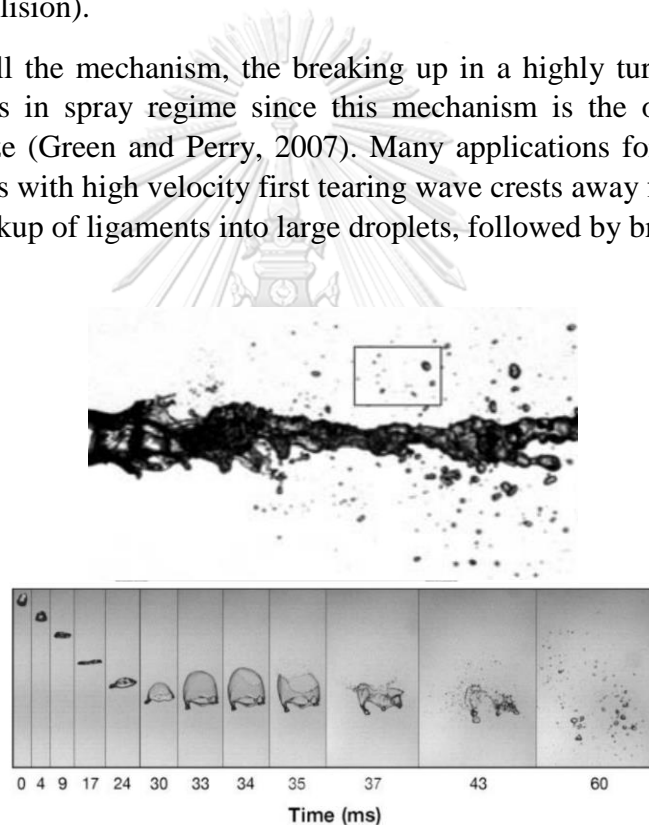 lision).
ll the mechanism, the breaking up in a highly tur
s in spray regime since this mechanism is the o
ze (Green and Perry, 2007). Many applications fo
s with high velocity first tearing wave crests away
kup of ligaments into large droplets, followed by br
0 4 9 17 24 30 33 34 35 37 43 60
Time (ms)